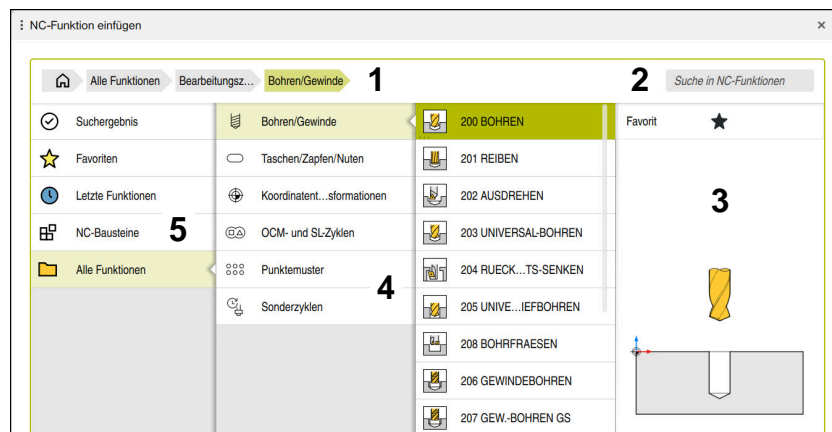 NC-Funktion einfügen ×
Alle Funktionen Bearbeitungsz... Bohren/Gewinde 1 2 Suche in NC-Funktionen
Suchergebnis Bohren/Gewinde 200 BOHREN Favorit
Favoriten Taschen/Zapfen/Nuten 201 REIBEN
Letzte Funktionen Koordinatent...sformationen 202 AUSDREHEN 3
NC-Bausteine 5 OCM- und SL-Zyklen 203 UNIVERSAL-BOHREN
Alle Funktionen Punktemuster 4 204 RUECK...TS-SENKEN
Sonderzyklen 205 UNIVE...IEFBOHREN
208 BOHRFRAESEN
206 GEWINDEBOHREN
207 GEW.-BOHREN GS